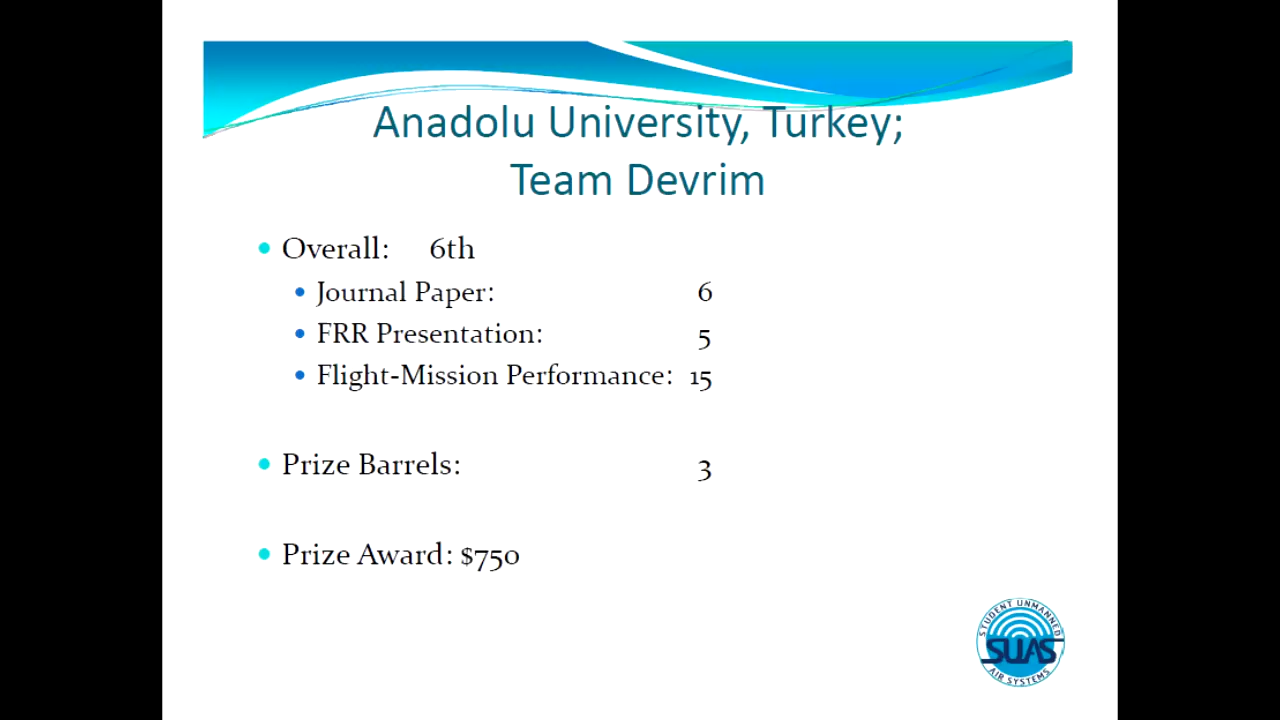 Anadolu University, Turkey;
Team Devrim
Overall: 6th
Journal Paper: 6
FRR Presentation: 5
Flight-Mission Performance: 15
Prize Barrels: 3
Prize Award: $750
STUDENT UNMANNED
SUAS
AIR SYSTEMS